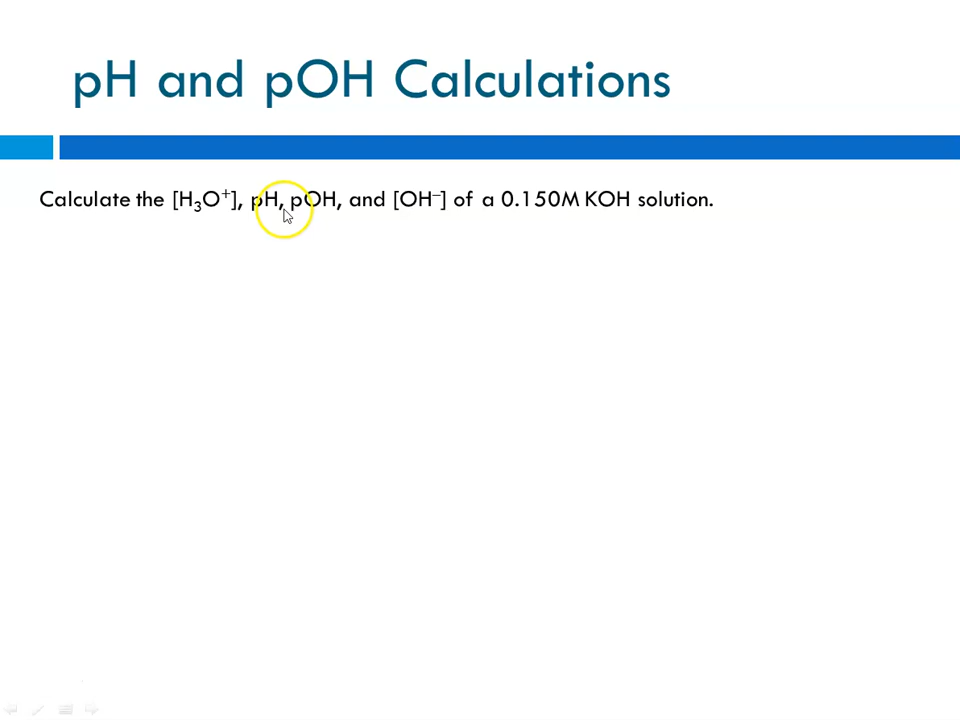 pH and pOH Calculations
Calculate the [H₃O⁺], pH, pOH, and [OH⁻] of a 0.150M KOH solution.